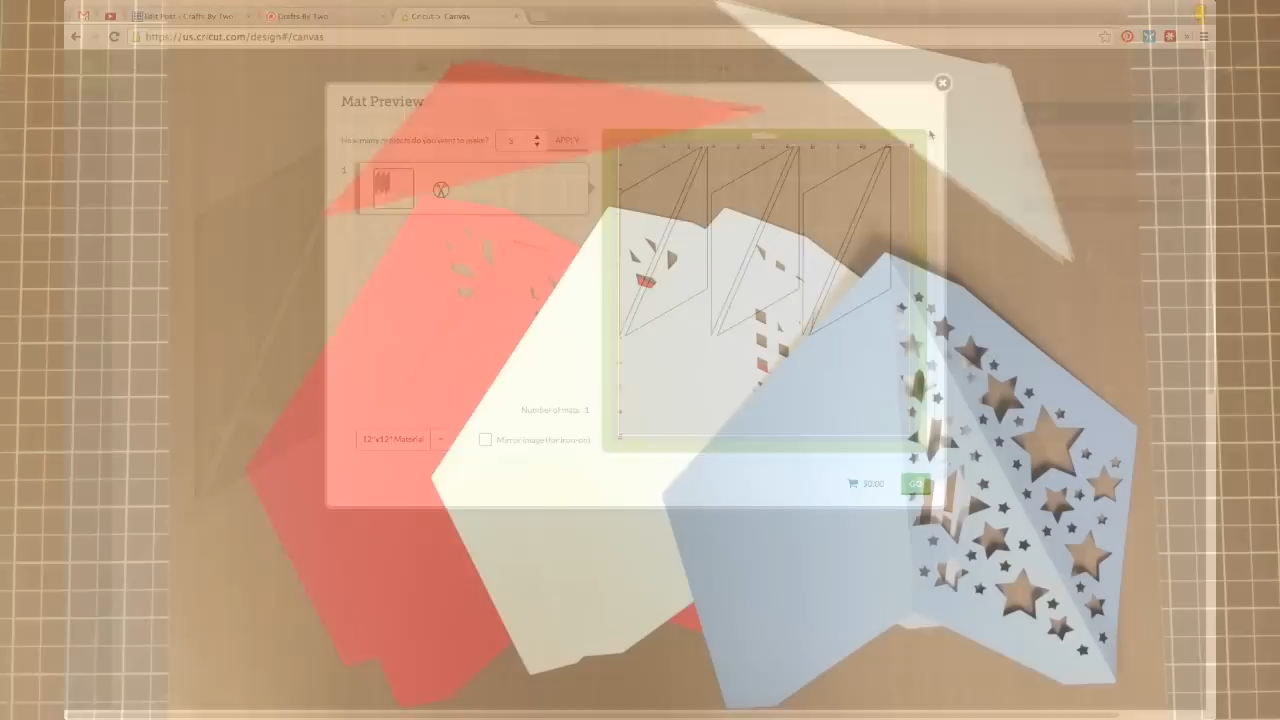 Edit Post - Crafts By Two
Crafts By Two
Cricut > Canvas
https://us.cricut.com/design#/canvas
Mat Preview
How many projects do you want to make?
3
APPLY
1
Number of mats: 1
12"x12" Material
Mirror image (for iron-on)
$0.00
GO